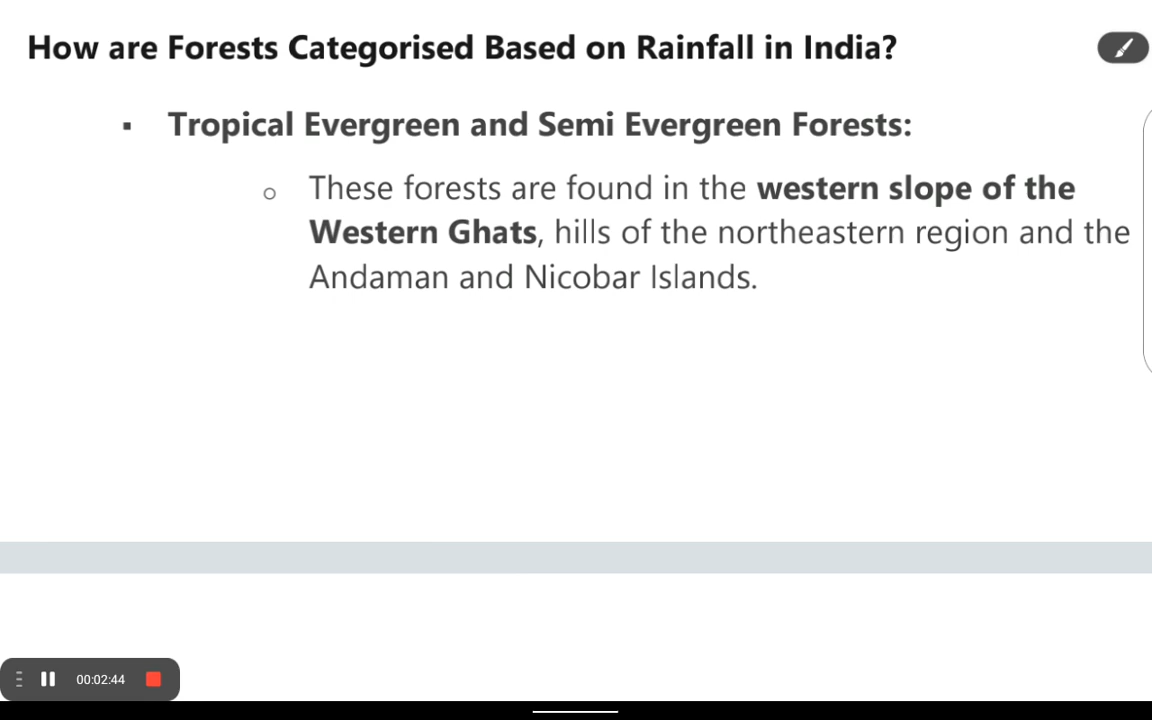 How are Forests Categorised Based on Rainfall in India?
▪ Tropical Evergreen and Semi Evergreen Forests:
o These forests are found in the western slope of the
Western Ghats, hills of the northeastern region and the
Andaman and Nicobar Islands.
00:02:44